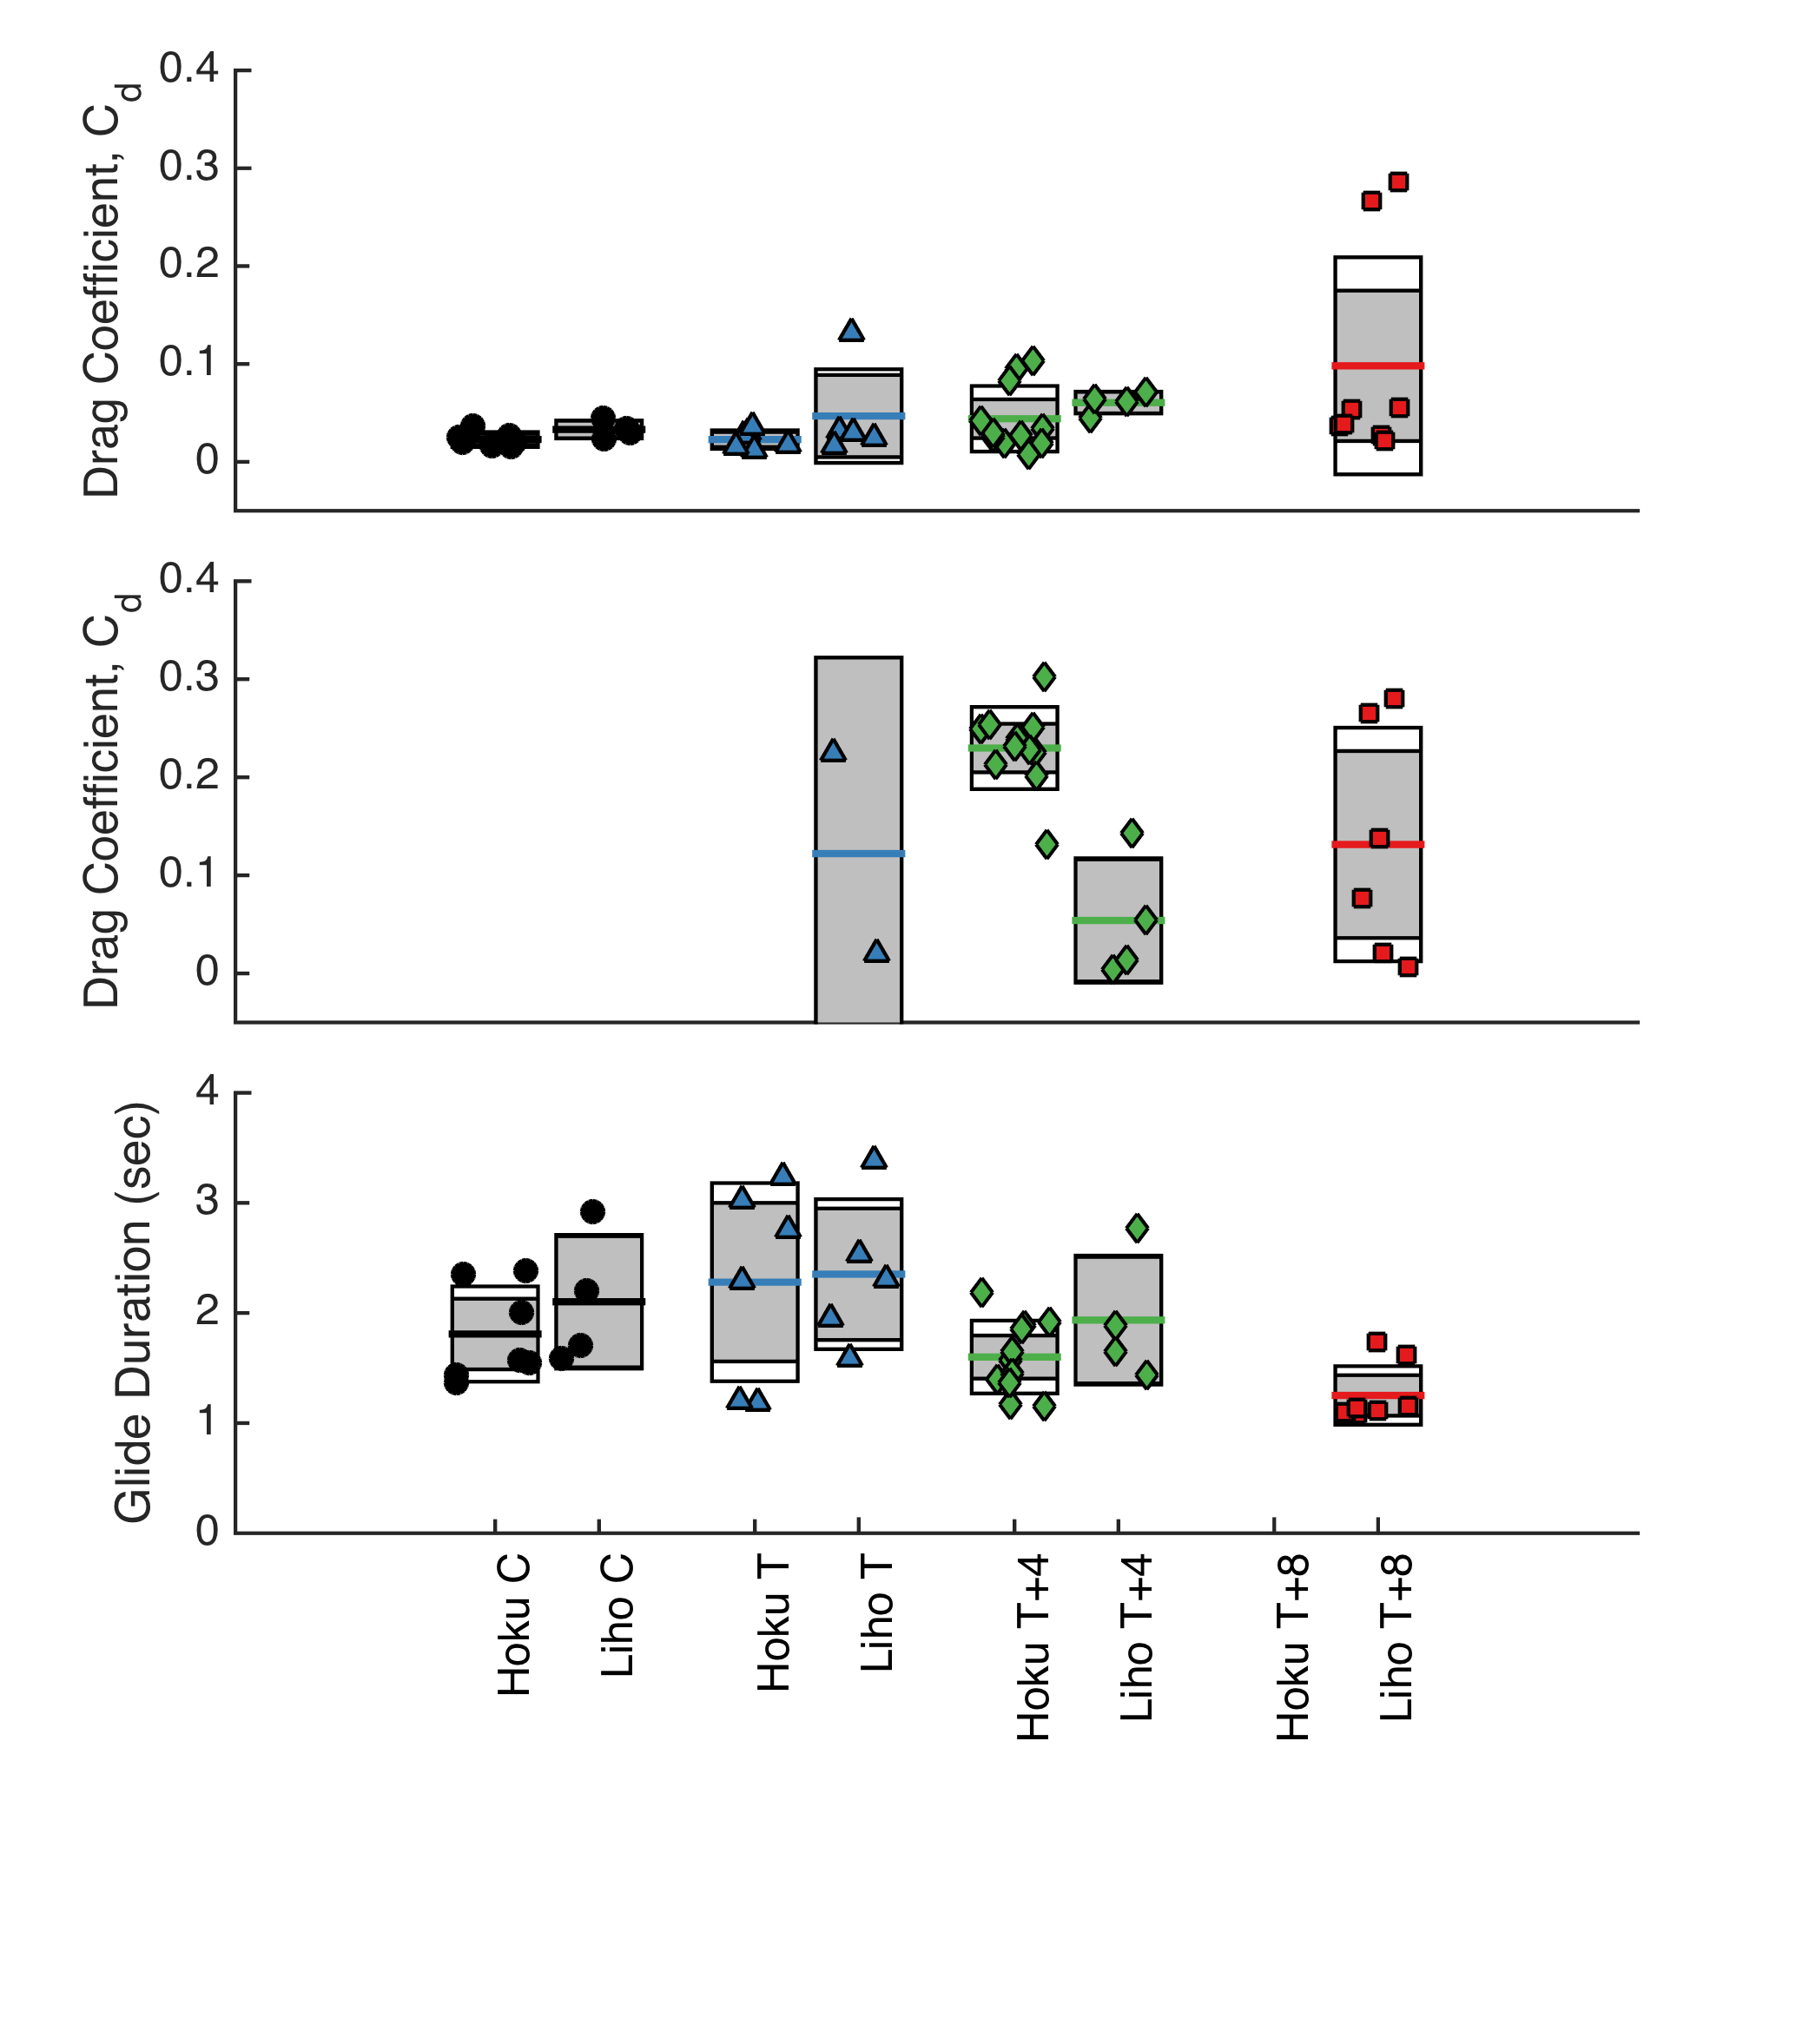 Drag Coefficient, Cd
0.4
0.3
0.2
0.1
0
Drag Coefficient, Cd
0.4
0.3
0.2
0.1
0
Glide Duration (sec)
4
3
2
1
0
Hoku C
Liho C
Hoku T
Liho T
Hoku T+4
Liho T+4
Hoku T+8
Liho T+8